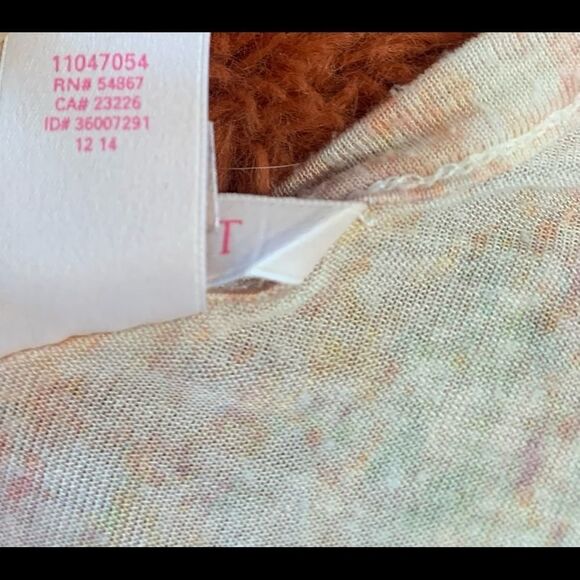 11047054
RN# 54867
CA# 23226
ID# 36007291
12 14
T